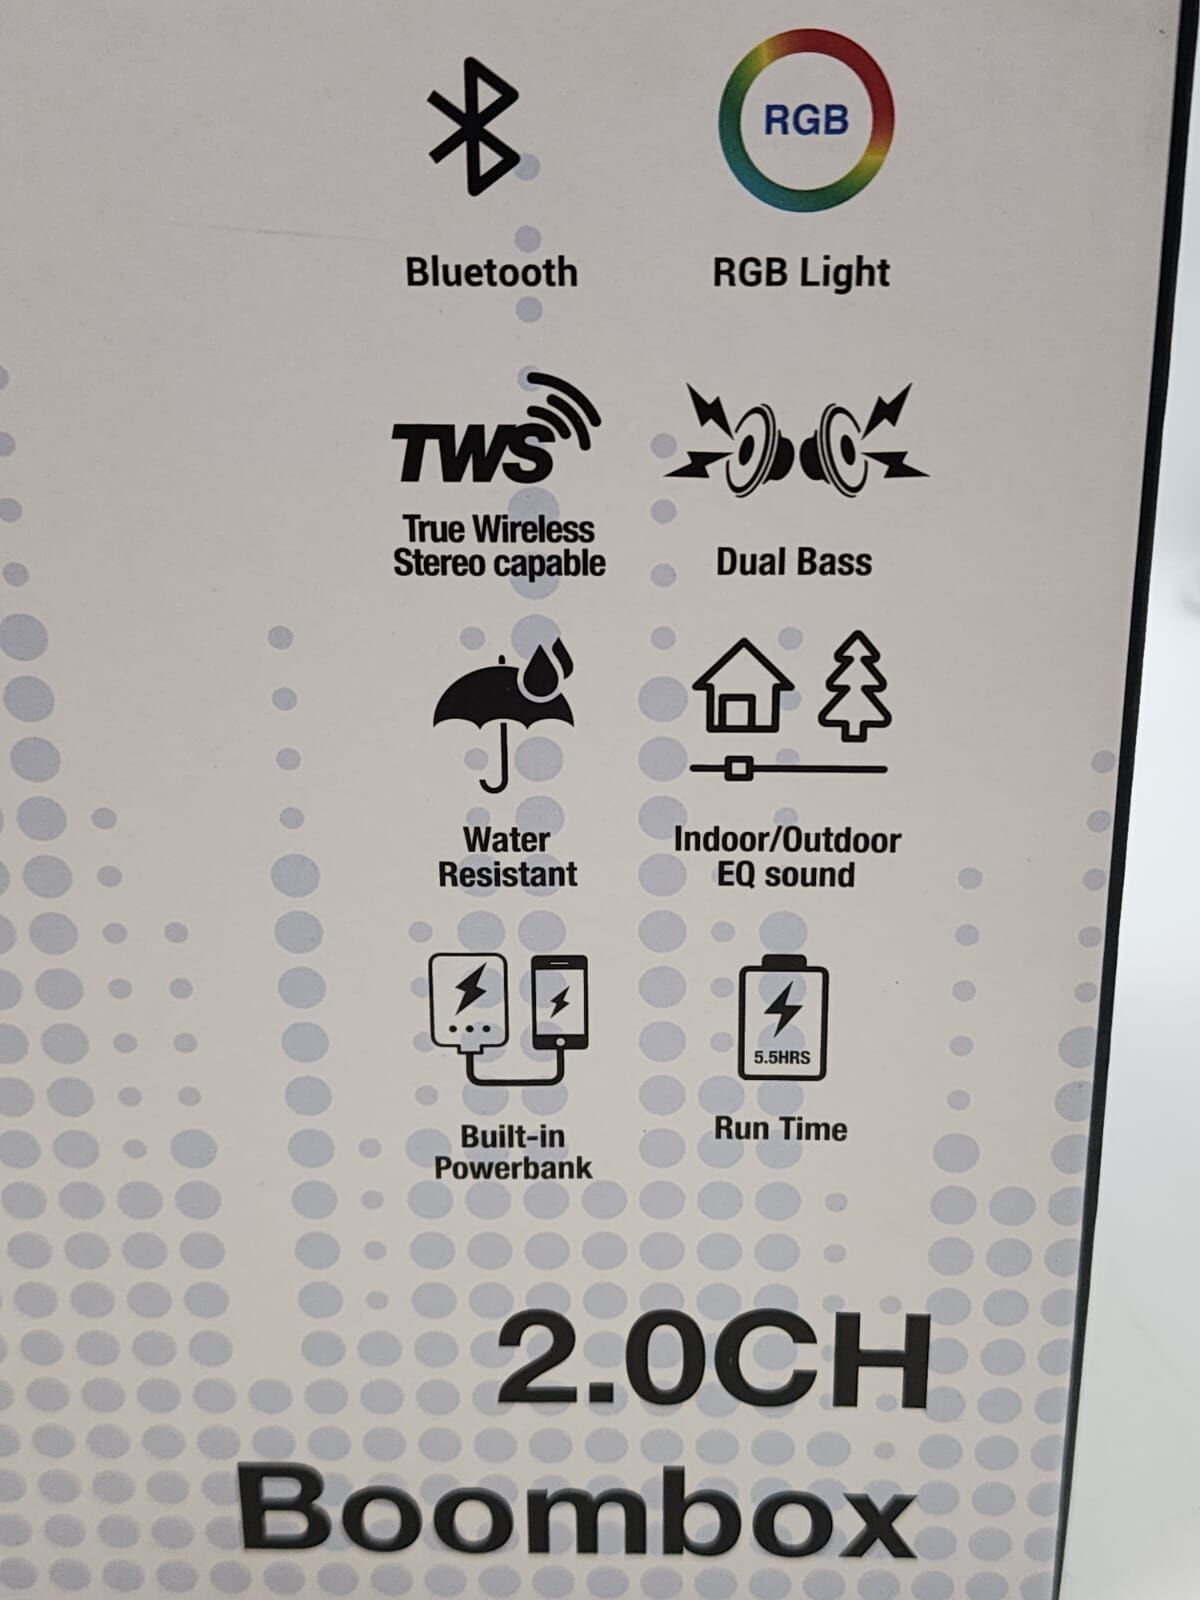 RGB
Bluetooth
RGB Light
TWS
True Wireless
Stereo capable
Dual Bass
Water
Resistant
Indoor/Outdoor
EQ sound
5.5HRS
Built-in
Powerbank
Run Time
2.0CH
Boombox